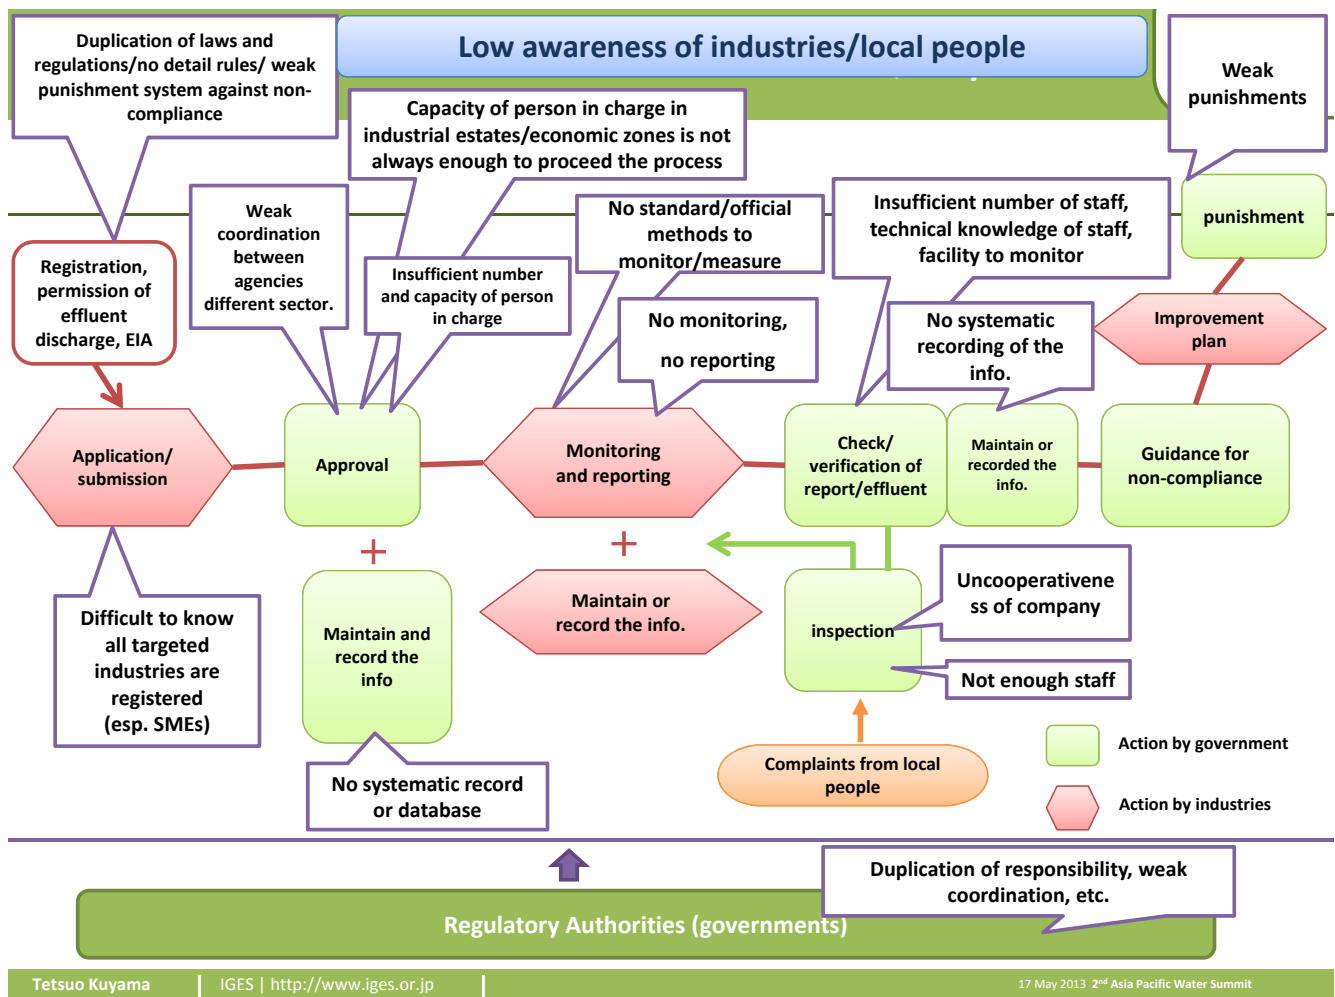 Duplication of laws and
regulations/no detail rules/ weak
punishment system against non-
compliance
Low awareness of industries/local people
Weak
punishments
Capacity of person in charge in
industrial estates/economic zones is not
always enough to proceed the process
Weak
coordination
between
agencies
different sector.
Insufficient number
and capacity of person
in charge
No standard/official
methods to
monitor/measure
No monitoring,
no reporting
Insufficient number of staff,
technical knowledge of staff,
facility to monitor
No systematic
recording of the
info.
punishment
Improvement
plan
Registration,
permission of
effluent
discharge, EIA
Application/
submission
Approval
Monitoring
and reporting
Check/
verification of
report/effluent
Maintain or
recorded the
info.
Guidance for
non-compliance
+
+
Difficult to know
all targeted
industries are
registered
(esp. SMEs)
Maintain and
record the
info
Maintain or
record the info.
inspection
Uncooperativene
ss of company
Not enough staff
No systematic record
or database
Complaints from local
people
Action by government
Action by industries
Duplication of responsibility, weak
coordination, etc.
Regulatory Authorities (governments)
Tetsuo Kuyama
IGES | http://www.iges.or.jp
17 May 2013 2nd Asia Pacific Water Summit